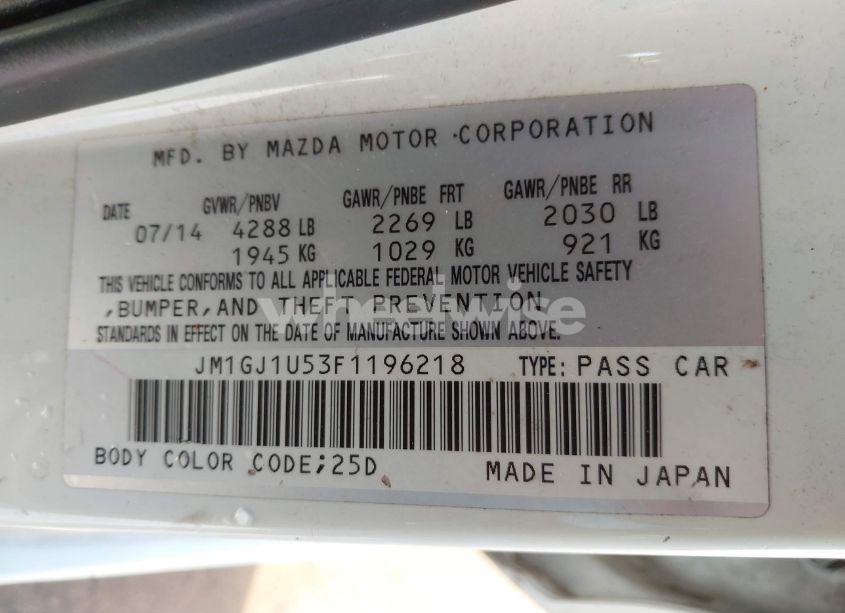 MFD. BY MAZDA MOTOR CORPORATION
DATE GVWR/PNBV GAWR/PNBE FRT GAWR/PNBE RR
07/14 4288 LB 2269 LB 2030 LB
1945 KG 1029 KG 921 KG
THIS VEHICLE CONFORMS TO ALL APPLICABLE FEDERAL MOTOR VEHICLE SAFETY
,BUMPER,AND THEFT PREVENTION
STANDARDS IN EFFECT ON THE DATE OF MANUFACTURE SHOWN ABOVE.
wheelwise
JM1GJ1U53F1196218 TYPE: PASS CAR
BODY COLOR CODE;25D MADE IN JAPAN